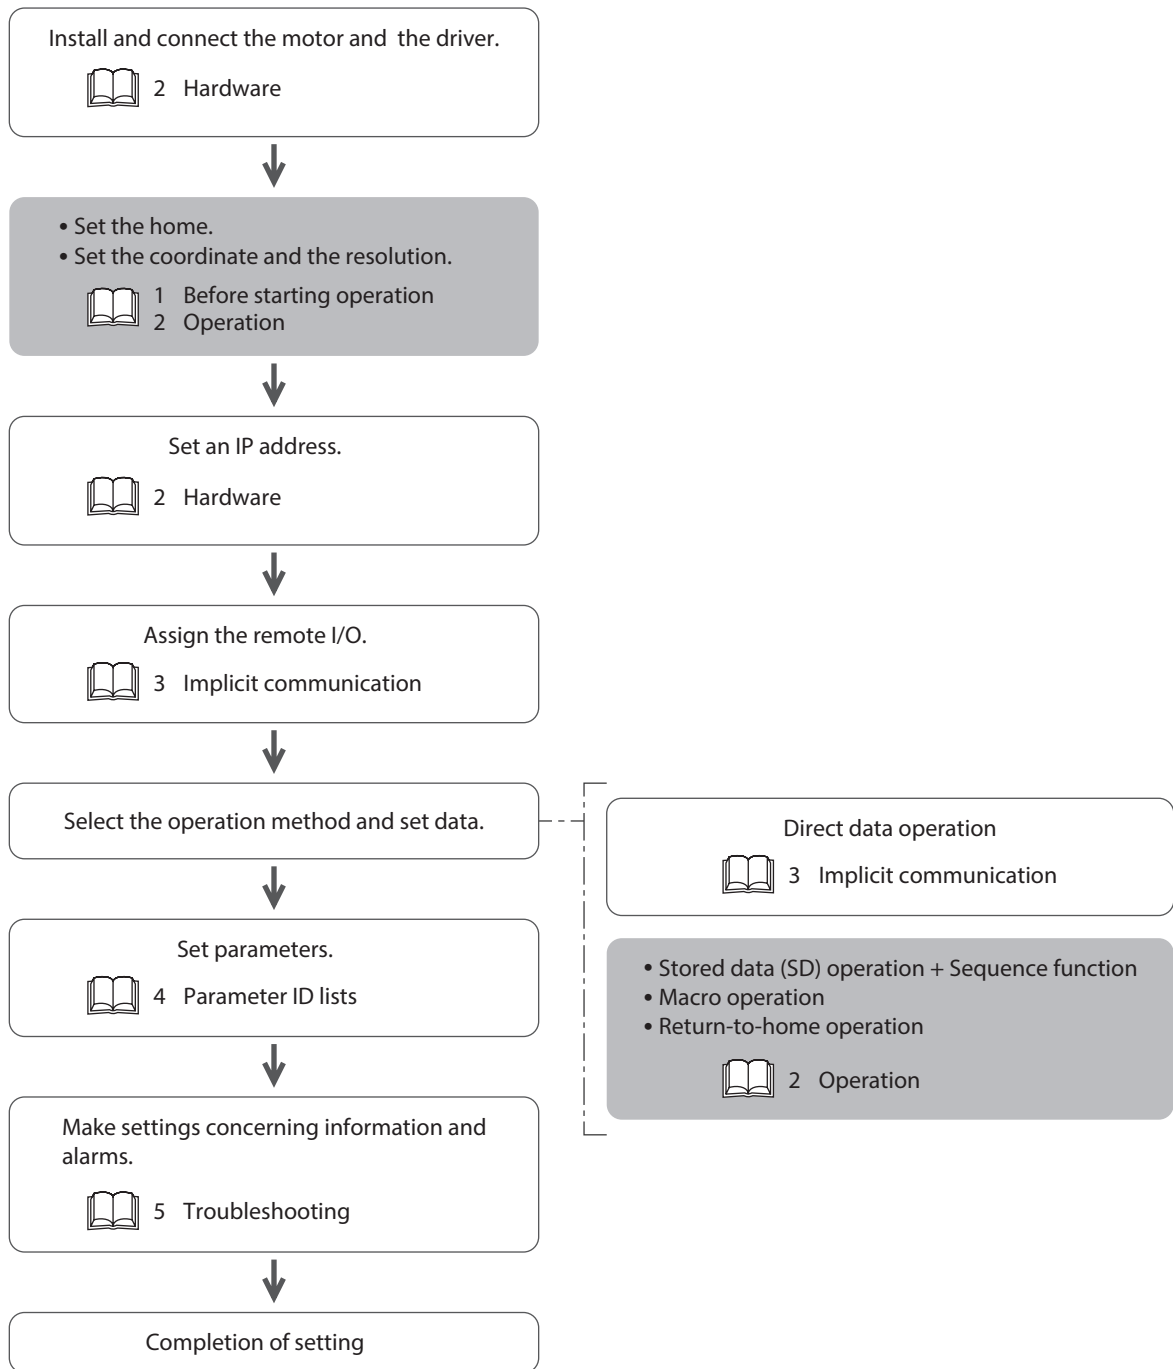 Install and connect the motor and the driver.
2 Hardware
• Set the home.
• Set the coordinate and the resolution.
1 Before starting operation
2 Operation
Set an IP address.
2 Hardware
Assign the remote I/O.
3 Implicit communication
Select the operation method and set data.
Direct data operation
3 Implicit communication
• Stored data (SD) operation + Sequence function
• Macro operation
• Return-to-home operation
2 Operation
Set parameters.
4 Parameter ID lists
Make settings concerning information and
alarms.
5 Troubleshooting
Completion of setting